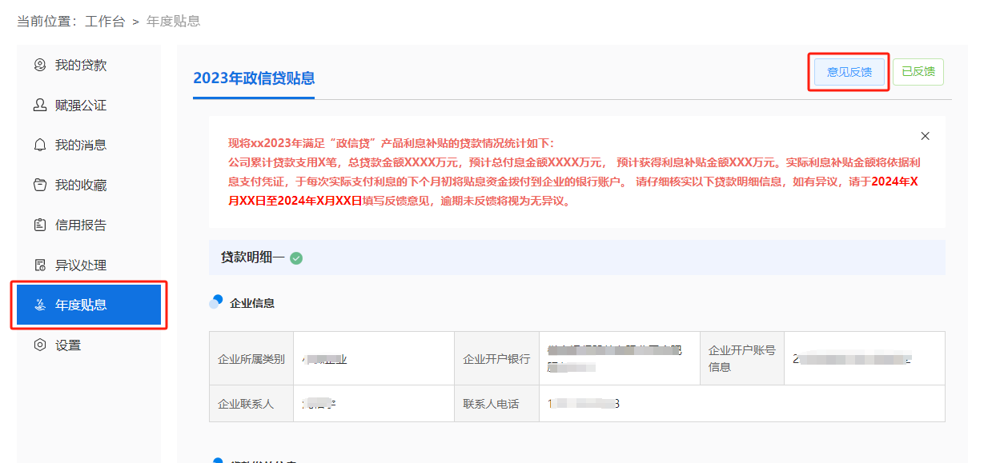 当前位置：工作台 > 年度贴息
我的贷款
赋强公证
我的消息
我的收藏
信用报告
异议处理
年度贴息
设置
2023年政信贷贴息
意见反馈
已反馈
现将xx2023年满足“政信贷”产品利息补贴的贷款情况统计如下：
公司累计贷款支用X笔，总贷款金额XXXX万元，预计总付息金额XXXX万元， 预计获得利息补贴金额XXX万元。实际利息补贴金额将依据利
息支付凭证，于每次实际支付利息的下个月初将贴息资金拨付到企业的银行账户。 请仔细核实以下贷款明细信息，如有异议，请于2024年X
月XX日至2024年X月XX日填写反馈意见，逾期未反馈将视为无异议。
贷款明细一
企业信息
企业所属类别
企业开户银行
企业开户账号
信息
企业联系人
联系人电话